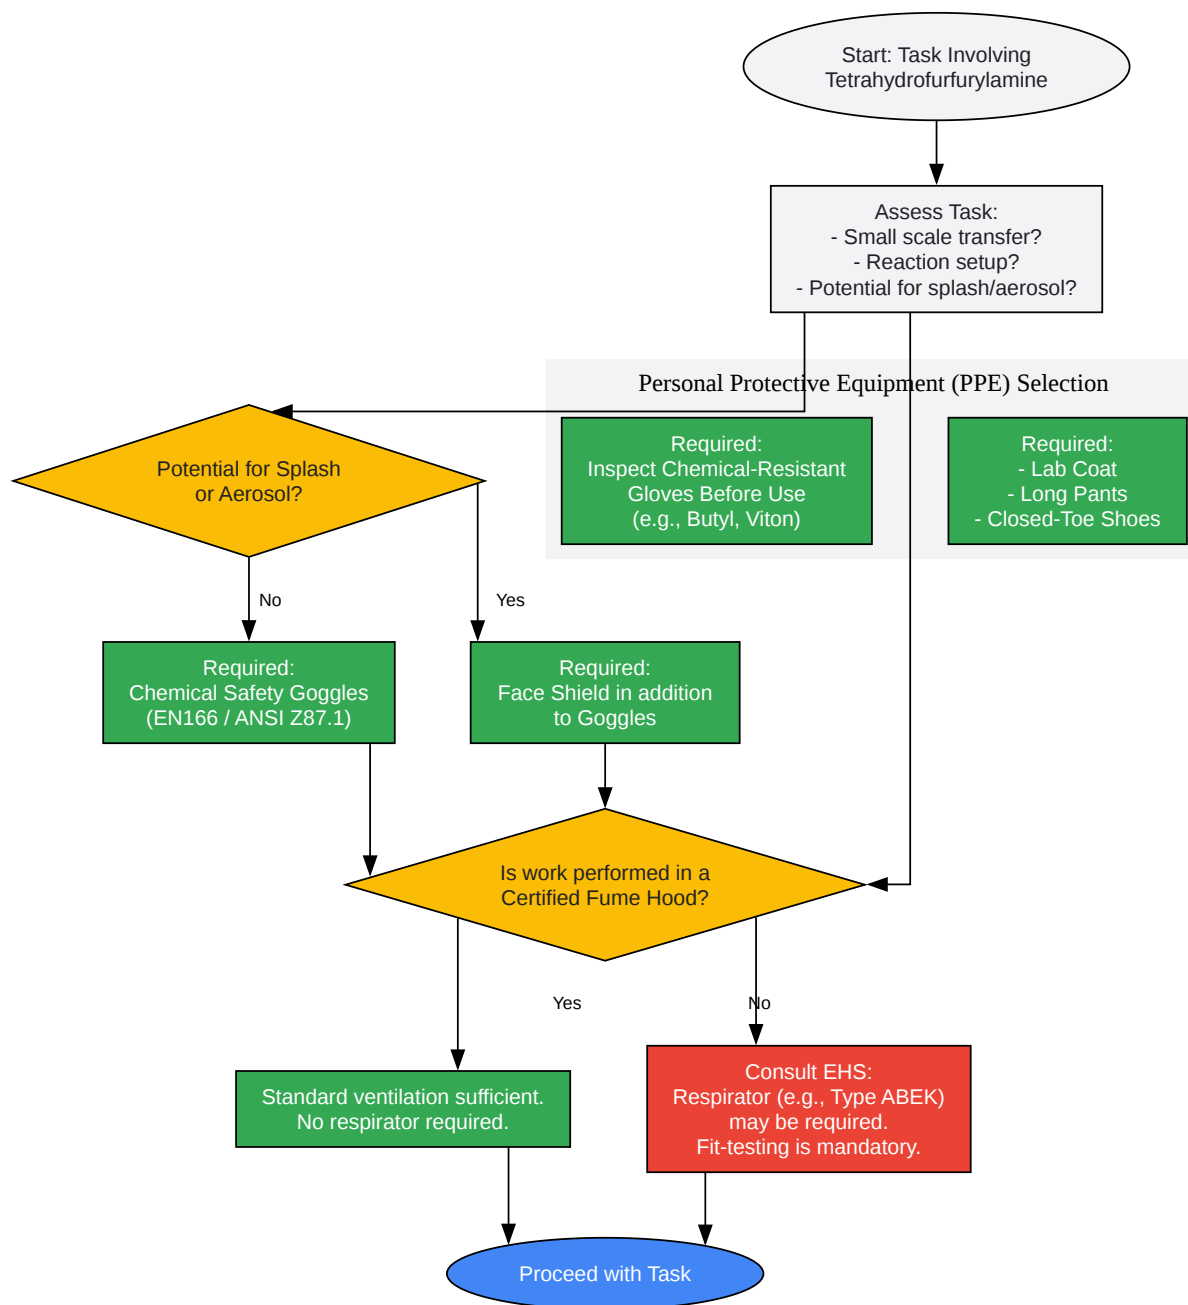 Start: Task Involving
Tetrahydrofurfurylamine
Assess Task:
- Small scale transfer?
- Reaction setup?
- Potential for splash/aerosol?
Personal Protective Equipment (PPE) Selection
Required:
Inspect Chemical-Resistant
Gloves Before Use
(e.g., Butyl, Viton)
Required:
- Lab Coat
- Long Pants
- Closed-Toe Shoes
Potential for Splash
or Aerosol?
No
Yes
Required:
Chemical Safety Goggles
(EN166 / ANSI Z87.1)
Required:
Face Shield in addition
to Goggles
Is work performed in a
Certified Fume Hood?
Yes
No
Standard ventilation sufficient.
No respirator required.
Consult EHS:
Respirator (e.g., Type ABEK)
may be required.
Fit-testing is mandatory.
Proceed with Task